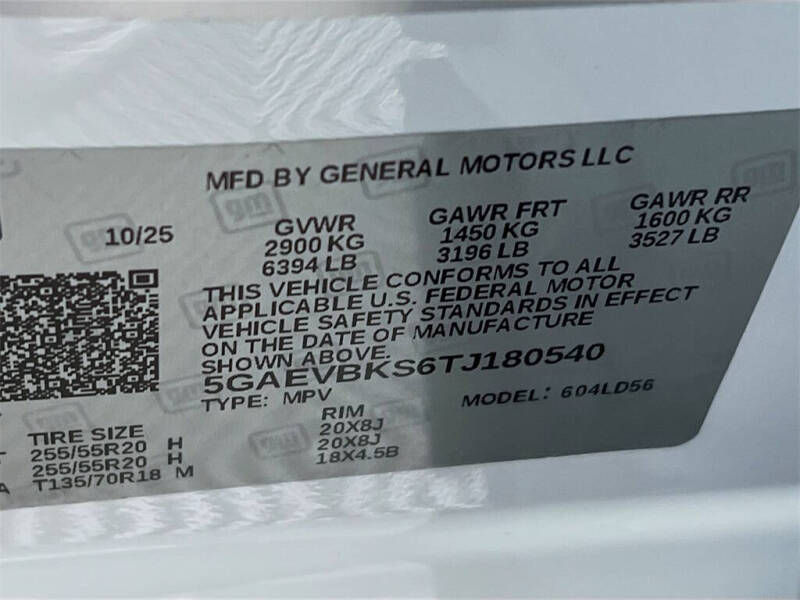 MFD BY GENERAL MOTORS LLC
10/25
GVWR
2900 KG
6394 LB
GAWR FRT
1450 KG
3196 LB
GAWR RR
1600 KG
3527 LB
THIS VEHICLE CONFORMS TO ALL
APPLICABLE U.S. FEDERAL MOTOR
VEHICLE SAFETY STANDARDS IN EFFECT
ON THE DATE OF MANUFACTURE
SHOWN ABOVE.
5GAEVBKS6TJ180540
TYPE: MPV
MODEL: 604LD56
TIRE SIZE
RIM
255/55R20 H
20X8J
255/55R20 H
20X8J
T135/70R18 M
18X4.5B